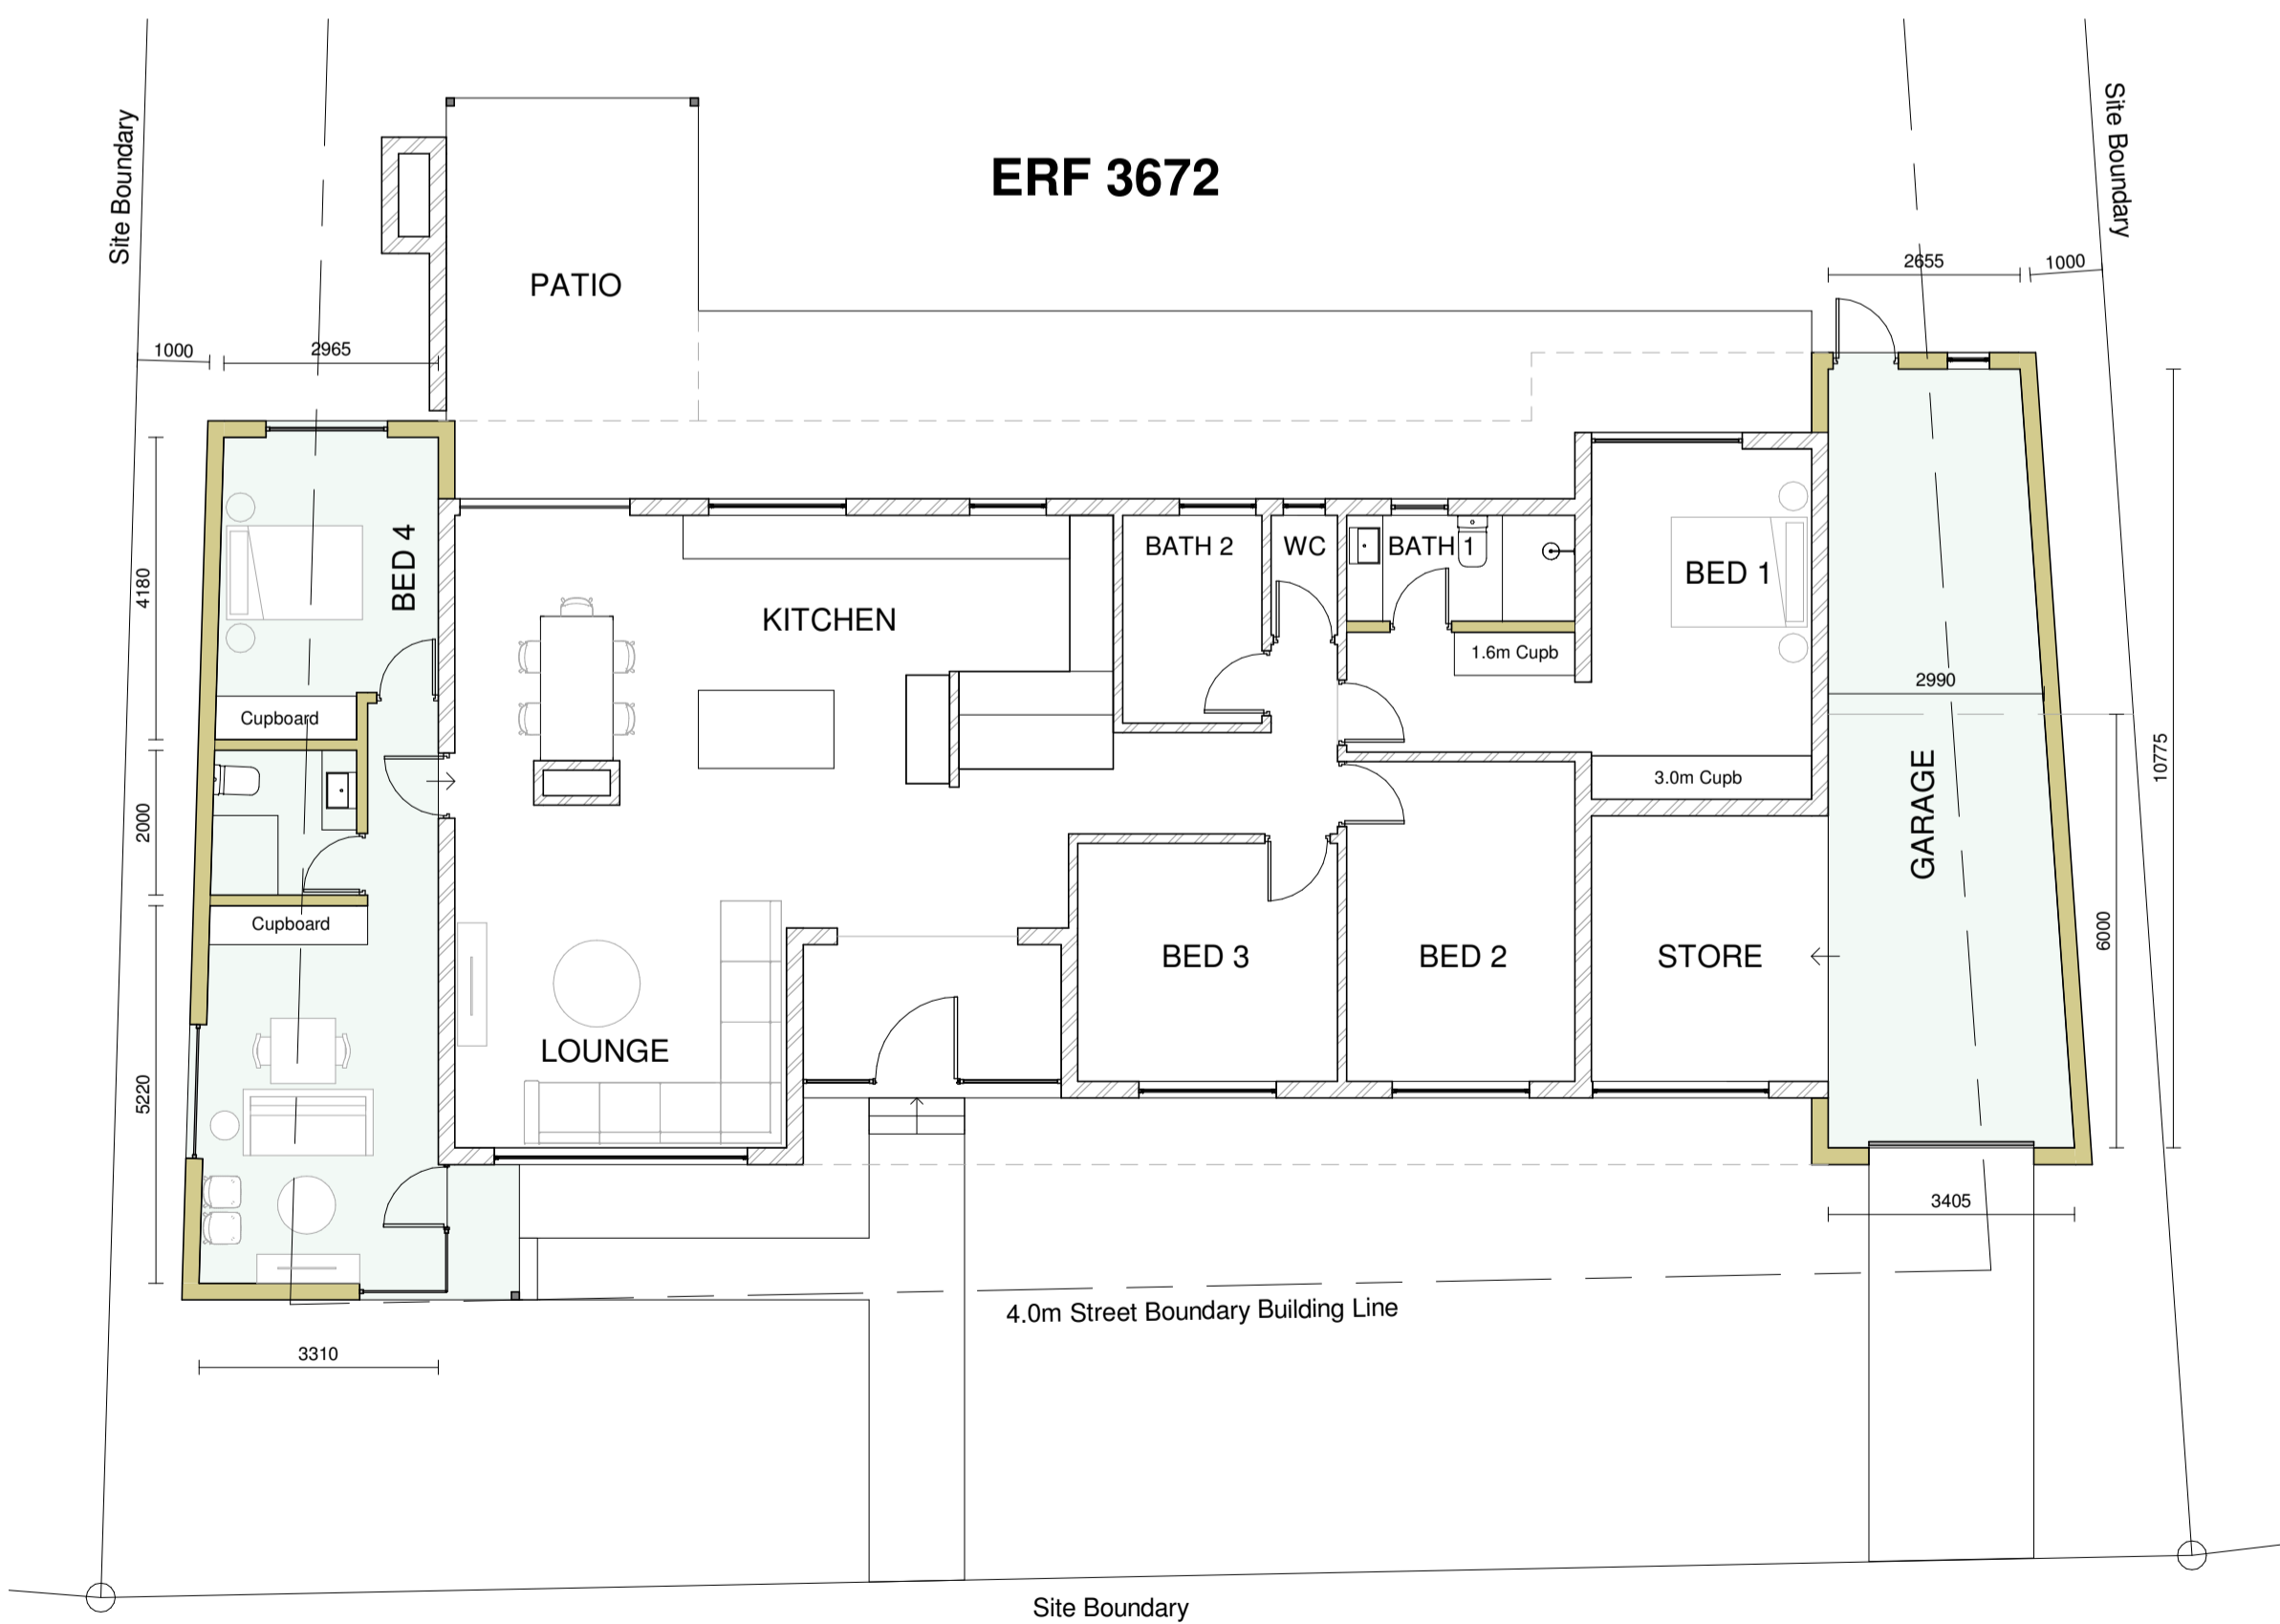 Site Boundary
ERF 3672
Site Boundary
PATIO
2655
1000
1000
2965
BED 4
BATH 2
WC
BATH 1
BED 1
4180
KITCHEN
1.6m Cupb
2990
Cupboard
3.0m Cupb
10775
2000
GARAGE
Cupboard
6000
BED 3
BED 2
STORE
LOUNGE
5220
3405
4.0m Street Boundary Building Line
3310
Site Boundary